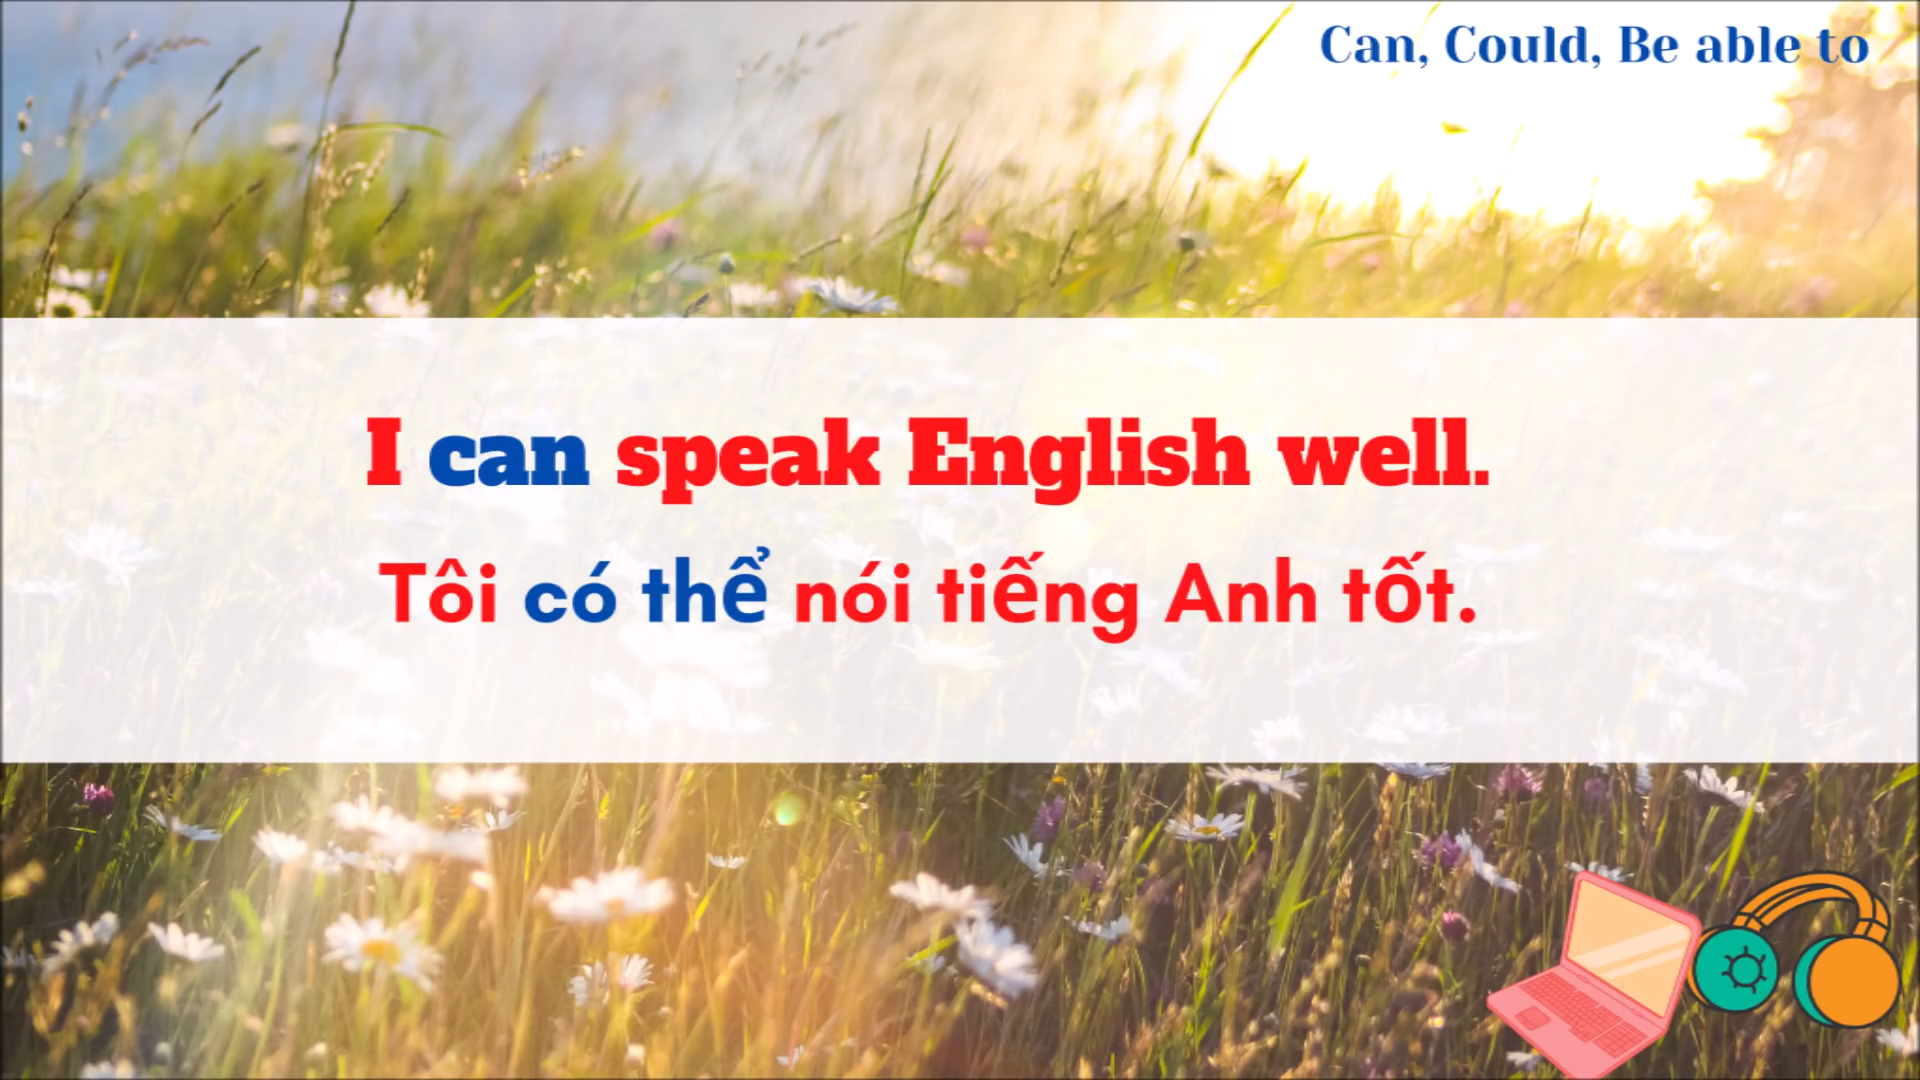 Can, Could, Be able to
I can speak English well.
Tôi có thể nói tiếng Anh tốt.